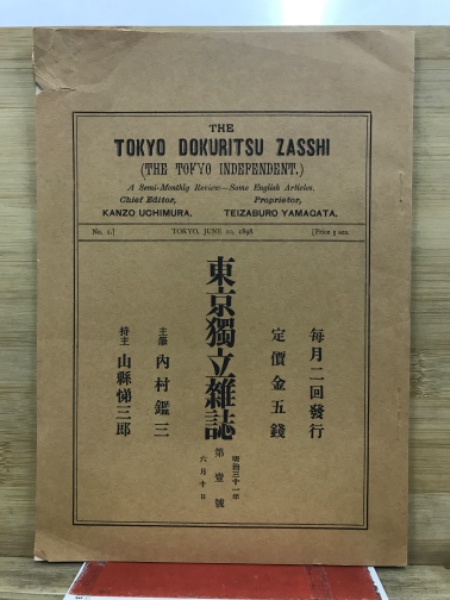 THE
TOKYO DOKURITSU ZASSHI
(THE TOKYO INDEPENDENT.)
A Semi-Monthly Review—Some English Articles.
Chief Editor, Proprietor,
KANZO UCHIMURA. TEIZABURO YAMAGATA.
No. 1.] TOKYO, JUNE 10, 1898 [Price 5 sen.
每月二回發行
定價金五錢
東京獨立雜誌
第壹號
明治三十一年
六月十日
主筆 內村鑑三
持主 山縣悌三郎